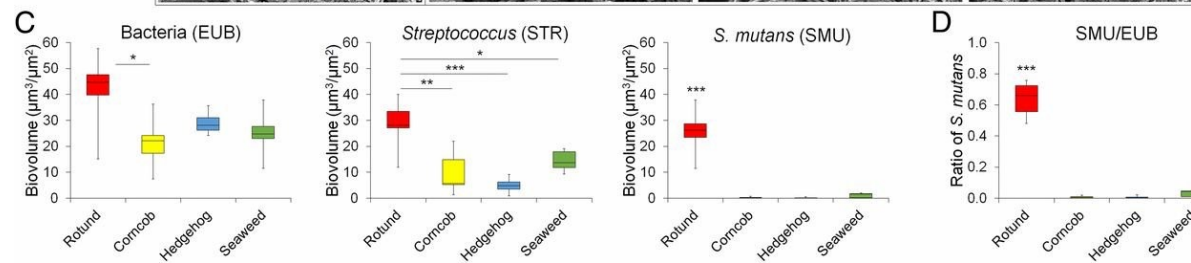 C
Bacteria (EUB)
Biovolume (μm³/μm²)
60
50
40
30
20
10
0
*
Rotund
Corncob
Hedgehog
Seaweed
Streptococcus (STR)
Biovolume (μm³/μm²)
60
50
40
30
20
10
0
*
***
**
Rotund
Corncob
Hedgehog
Seaweed
S. mutans (SMU)
Biovolume (μm³/μm²)
60
50
40
30
20
10
0
***
Rotund
Corncob
Hedgehog
Seaweed
D
SMU/EUB
Ratio of S. mutans
1.0
0.8
0.6
0.4
0.2
0.0
***
Rotund
Corncob
Hedgehog
Seaweed